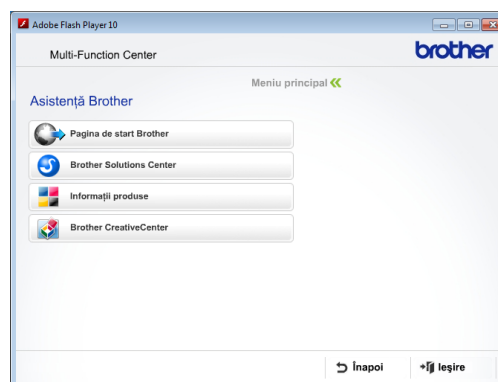 Adobe Flash Player 10
Multi-Function Center
brother
Meniu principal
Asistență Brother
Pagina de start Brother
Brother Solutions Center
Informații produse
Brother CreativeCenter
Înapoi
Ieşire